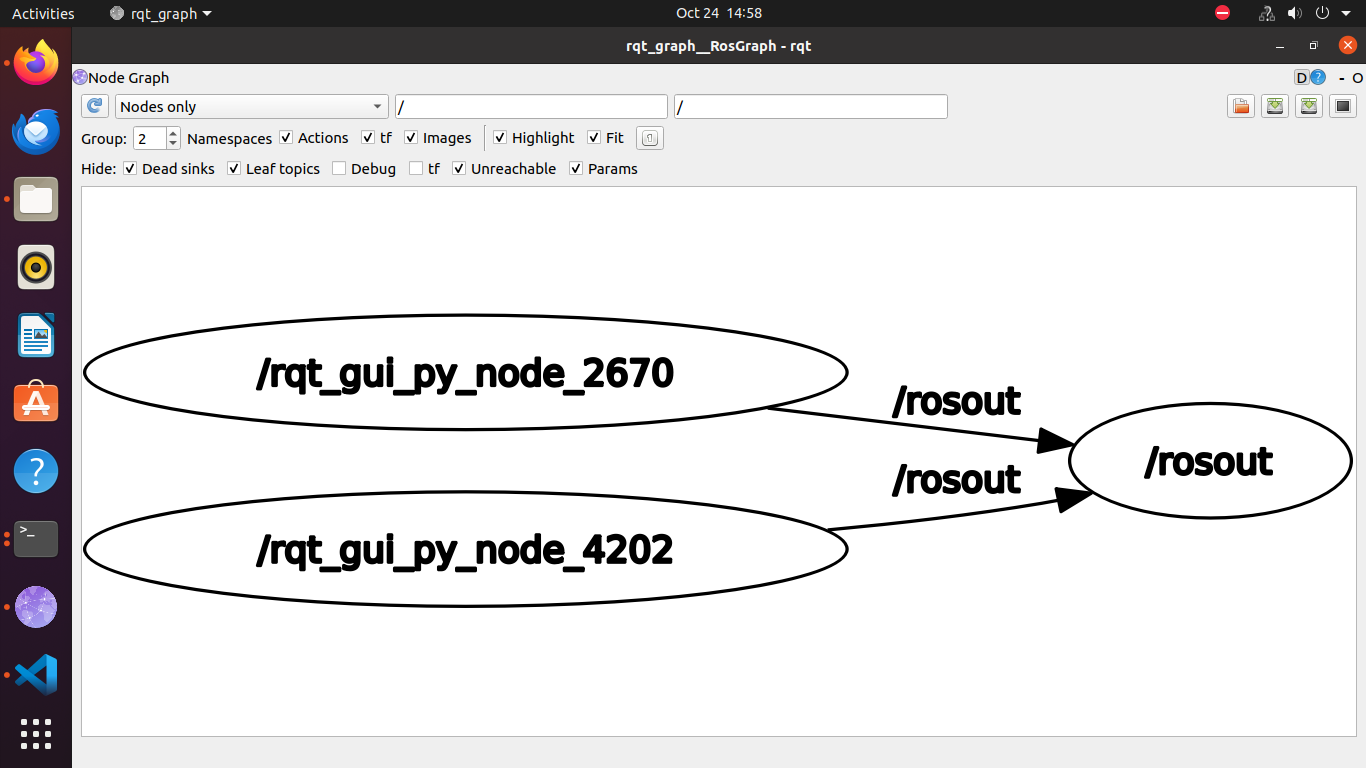 Activities rqt_graph Oct 24 14:58
rqt_graph__RosGraph - rqt
Node Graph D ? - O
Nodes only / /
Group: 2 Namespaces Actions tf Images Highlight Fit
Hide: Dead sinks Leaf topics Debug tf Unreachable Params
/rqt_gui_py_node_2670
/rosout
/rosout
/rosout
/rqt_gui_py_node_4202
?
>_